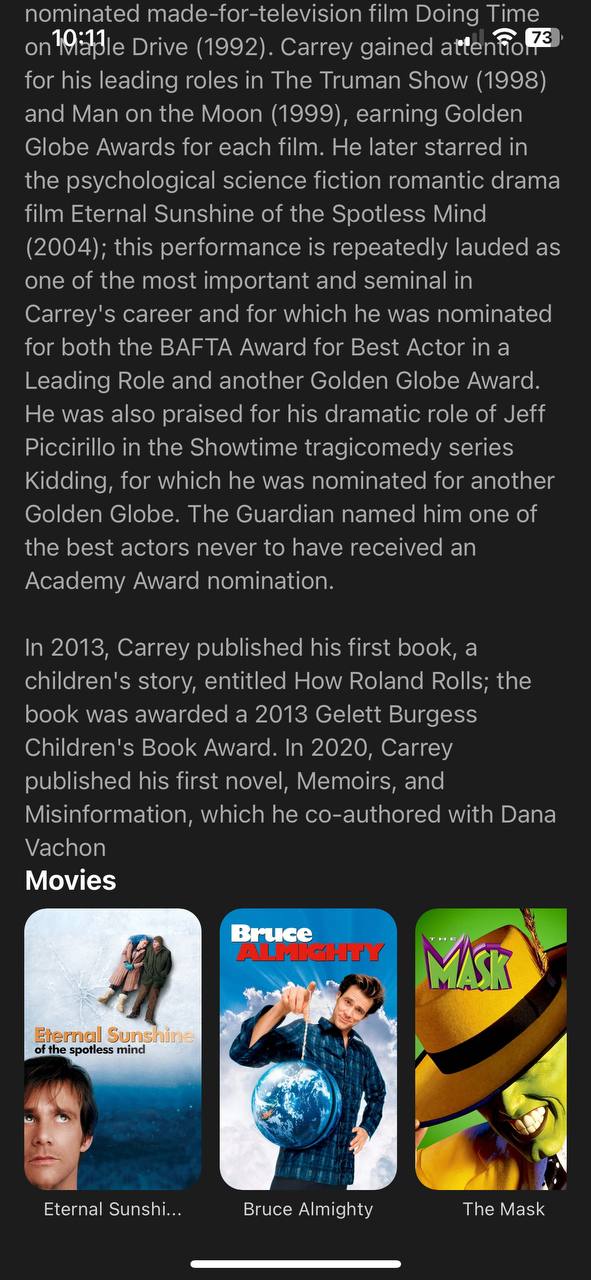 nominated made-for-television film Doing Time
10:11
73
on Maple Drive (1992). Carrey gained attention
for his leading roles in The Truman Show (1998)
and Man on the Moon (1999), earning Golden
Globe Awards for each film. He later starred in
the psychological science fiction romantic drama
film Eternal Sunshine of the Spotless Mind
(2004); this performance is repeatedly lauded as
one of the most important and seminal in
Carrey's career and for which he was nominated
for both the BAFTA Award for Best Actor in a
Leading Role and another Golden Globe Award.
He was also praised for his dramatic role of Jeff
Piccirillo in the Showtime tragicomedy series
Kidding, for which he was nominated for another
Golden Globe. The Guardian named him one of
the best actors never to have received an
Academy Award nomination.
In 2013, Carrey published his first book, a
children's story, entitled How Roland Rolls; the
book was awarded a 2013 Gelett Burgess
Children's Book Award. In 2020, Carrey
published his first novel, Memoirs, and
Misinformation, which he co-authored with Dana
Vachon
Movies
Eternal Sunshine
of the spotless mind
Bruce
ALMIGHTY
THE
MASK
Eternal Sunshi...
Bruce Almighty
The Mask